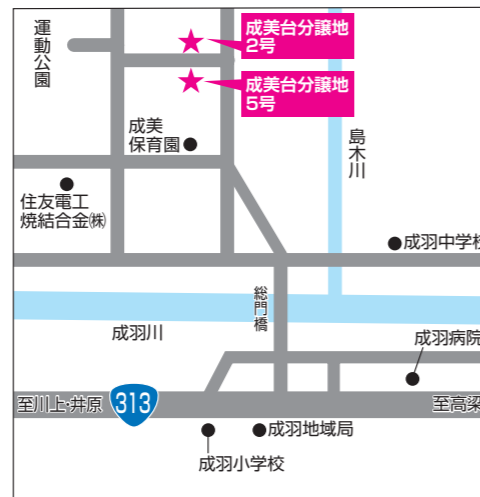 運動公園
成美台分譲地
2号
成美台分譲地
5号
成美
保育園
島木川
住友電工
焼結合金㈱
成羽中学校
総門橋
成羽川
成羽病院
至川上・井原
313
至高梁
成羽地域局
成羽小学校